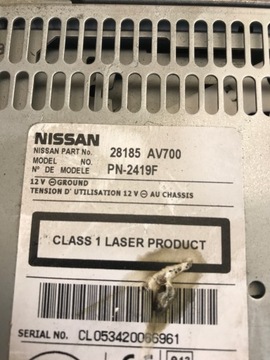 NISSAN
NISSAN PART No. 28185 AV700
MODEL NO.
N° DE MODELE PN-2419F
12 V ⊖ GROUND
TENSION D' UTILISATION 12 V ⊖ AU CHASSIS
CLASS 1 LASER PRODUCT
SERIAL NO. CL053420066961